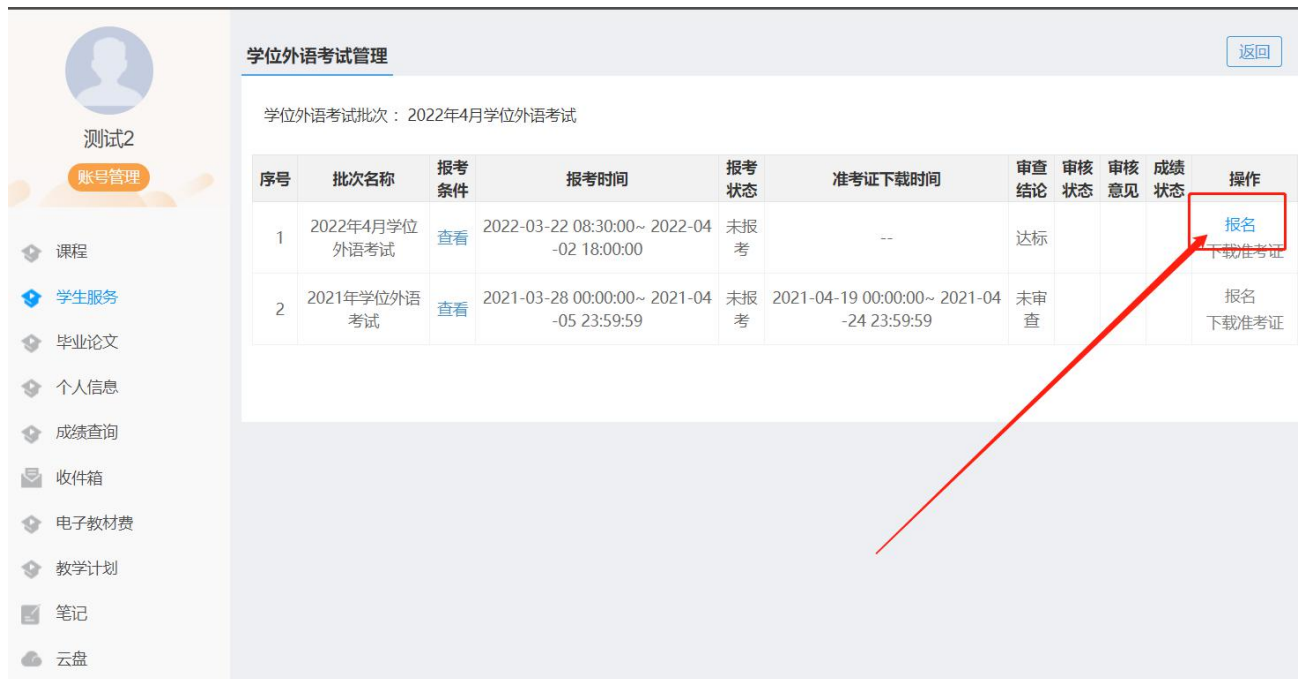 测试2
账号管理
课程
学生服务
毕业论文
个人信息
成绩查询
收件箱
电子教材费
教学计划
笔记
云盘
学位外语考试管理
返回
学位外语考试批次：2022年4月学位外语考试
序号 批次名称 报考条件 报考时间 报考状态 准考证下载时间 审查结论 审核状态 审核意见 成绩状态 操作
1 2022年4月学位外语考试 查看 2022-03-22 08:30:00~ 2022-04-02 18:00:00 未报考 -- 达标 报名
下载准考证
2 2021年学位外语考试 查看 2021-03-28 00:00:00~ 2021-04-05 23:59:59 未报考 2021-04-19 00:00:00~ 2021-04-24 23:59:59 未审查 报名
下载准考证